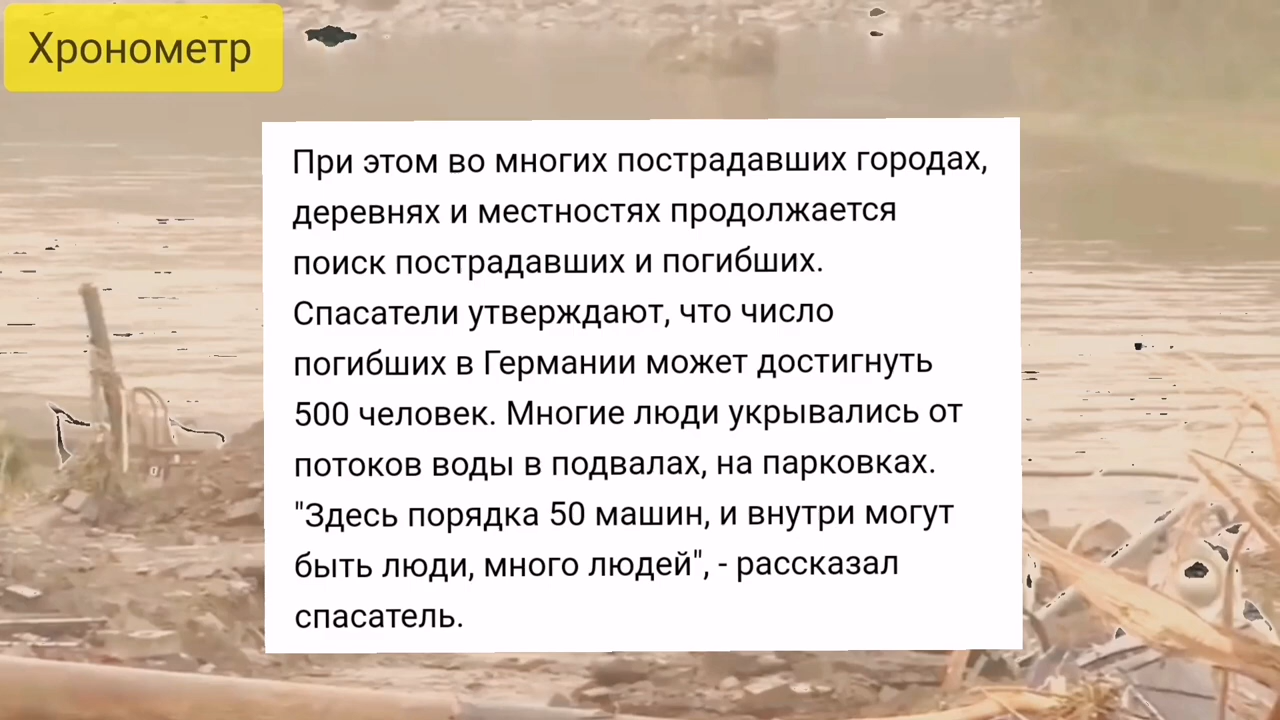 Хронометр
При этом во многих пострадавших городах,
деревнях и местностях продолжается
поиск пострадавших и погибших.
Спасатели утверждают, что число
погибших в Германии может достигнуть
500 человек. Многие люди укрывались от
потоков воды в подвалах, на парковках.
"Здесь порядка 50 машин, и внутри могут
быть люди, много людей", - рассказал
спасатель.